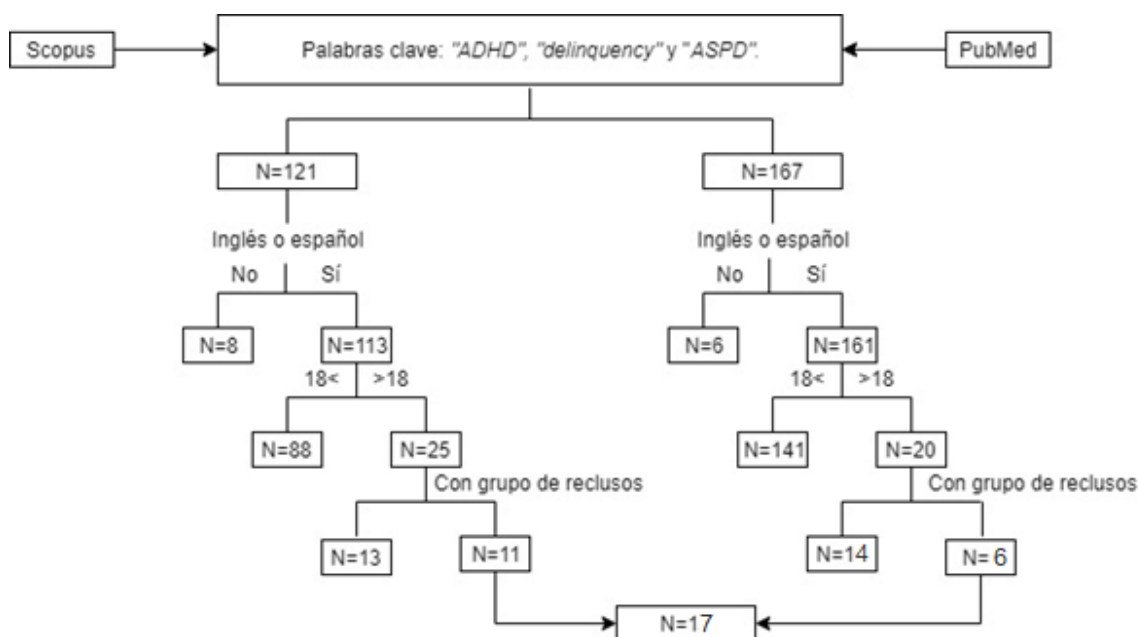 Scopus
Palabras clave: "ADHD", "delinquency" y "ASPD".
PubMed
N=121
N=167
Inglés o español
Inglés o español
No
Sí
No
Sí
N=8
N=113
N=6
N=161
18<
>18
18<
>18
N=88
N=25
N=141
N=20
Con grupo de reclusos
Con grupo de reclusos
N=13
N=11
N=14
N= 6
N=17